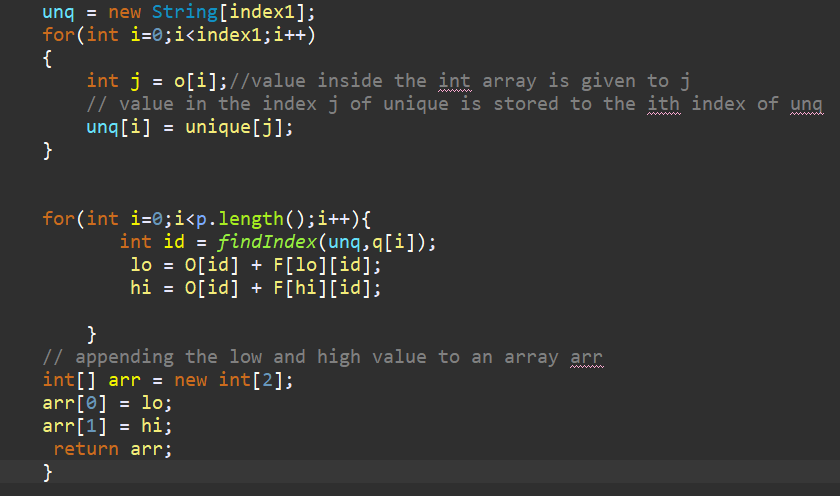 unq = new String[index1];
for(int i=0;i<index1;i++)
{
    int j = o[i];//value inside the int array is given to j
    // value in the index j of unique is stored to the ith index of unq
    unq[i] = unique[j];
}
for(int i=0;i<p.length();i++){
       int id = findIndex(unq,q[i]);
        lo = O[id] + F[lo][id];
        hi = O[id] + F[hi][id];
    }
// appending the low and high value to an array arr
int[] arr = new int[2];
arr[0] = lo;
arr[1] = hi;
 return arr;
}